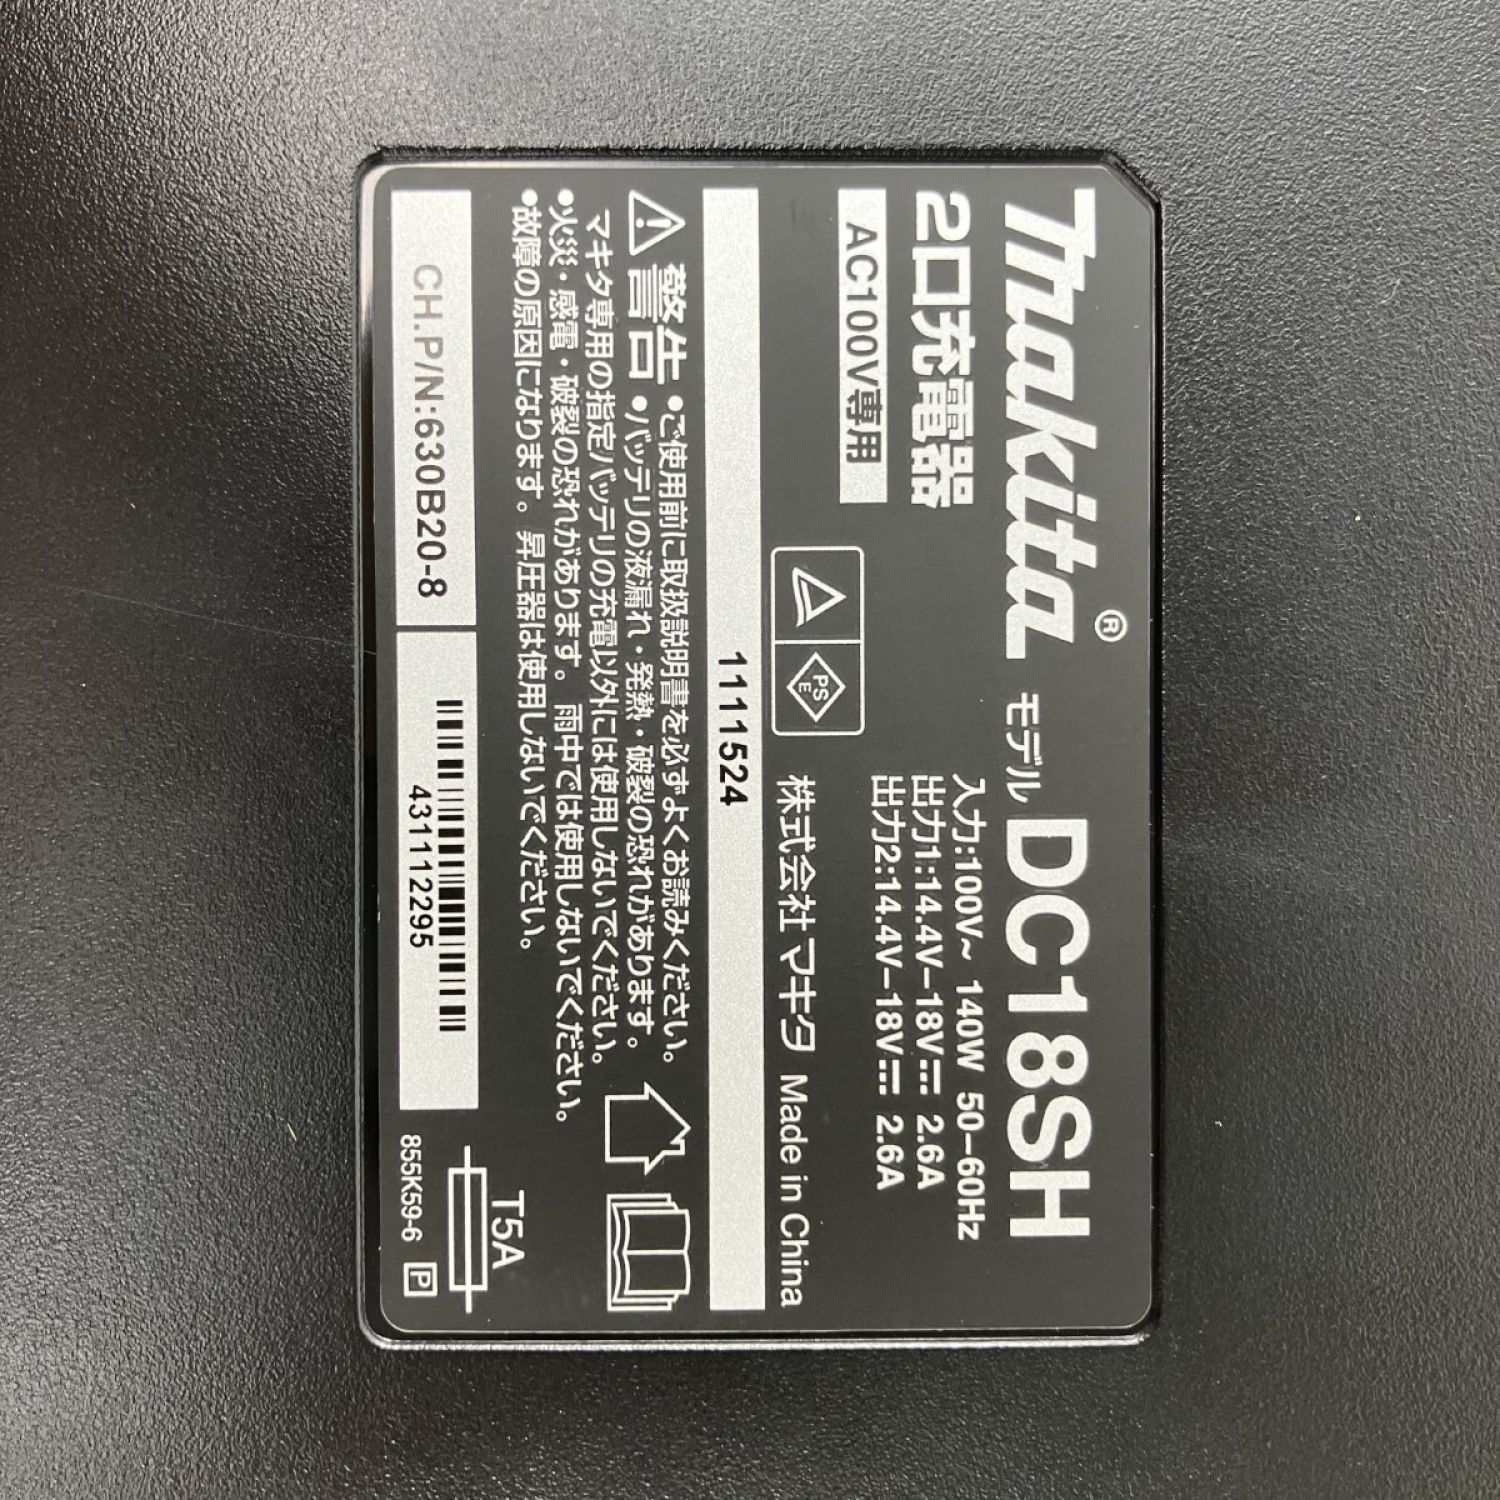 makita® モデル DC18SH
2口充電器
AC100V専用
入力:100V~ 140W 50-60Hz
出力1:14.4V-18V⎓ 2.6A
出力2:14.4V-18V⎓ 2.6A
PS
E
株式会社マキタ Made in China
1111524
警告 •ご使用前に取扱説明書を必ずよくお読みください。
•バッテリの液漏れ・発熱・破裂の恐れがあります。
マキタ専用の指定バッテリの充電以外には使用しないでください。
•火災・感電・破裂の恐れがあります。雨中では使用しないでください。
•故障の原因になります。昇圧器は使用しないでください。
T5A
CH.P/N:630B20-8
431112295
855K59-6 P